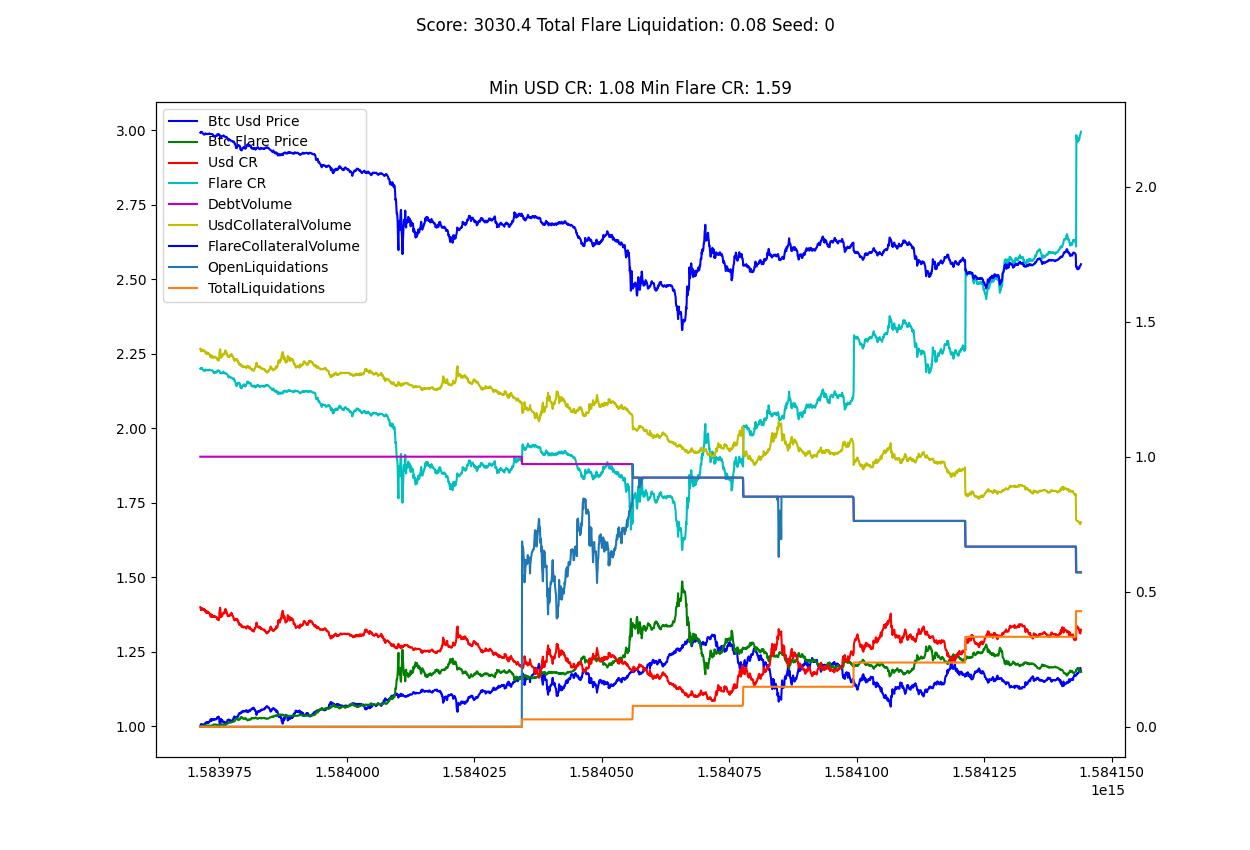 Score: 3030.4 Total Flare Liquidation: 0.08 Seed: 0
Min USD CR: 1.08 Min Flare CR: 1.59
Btc Usd Price
Btc Flare Price
Usd CR
Flare CR
DebtVolume
UsdCollateralVolume
FlareCollateralVolume
OpenLiquidations
TotalLiquidations
3.00
2.75
2.50
2.25
2.00
1.75
1.50
1.25
1.00
2.0
1.5
1.0
0.5
0.0
1.583975 1.584000 1.584025 1.584050 1.584075 1.584100 1.584125 1.584150
1e15